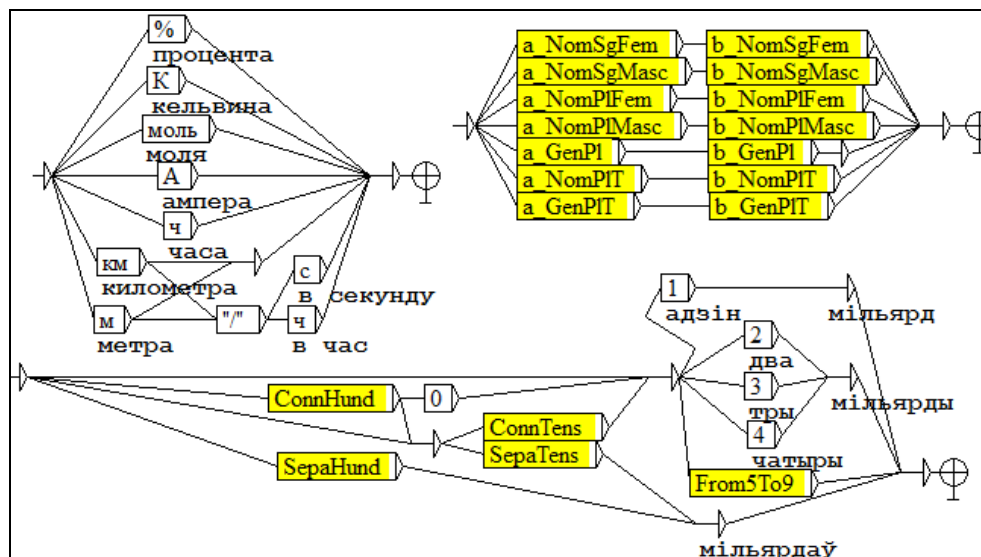 %
процента
К
кельвина
моль
моля
А
ампера
ч
часа
км
километра
м
метра
"/"
с
в секунду
ч
в час
a_NomSgFem b_NomSgFem
a_NomSgMasc b_NomSgMasc
a_NomPlFem b_NomPlFem
a_NomPlMasc b_NomPlMasc
a_GenPl b_GenPl
a_NomPlT b_NomPlT
a_GenPlT b_GenPlT
1
адзін мільярд
2
два
3
тры
4
чатыры
мільярды
From5To9
ConnHund 0
ConnTens
SepaHund SepaTens
мільярдаў